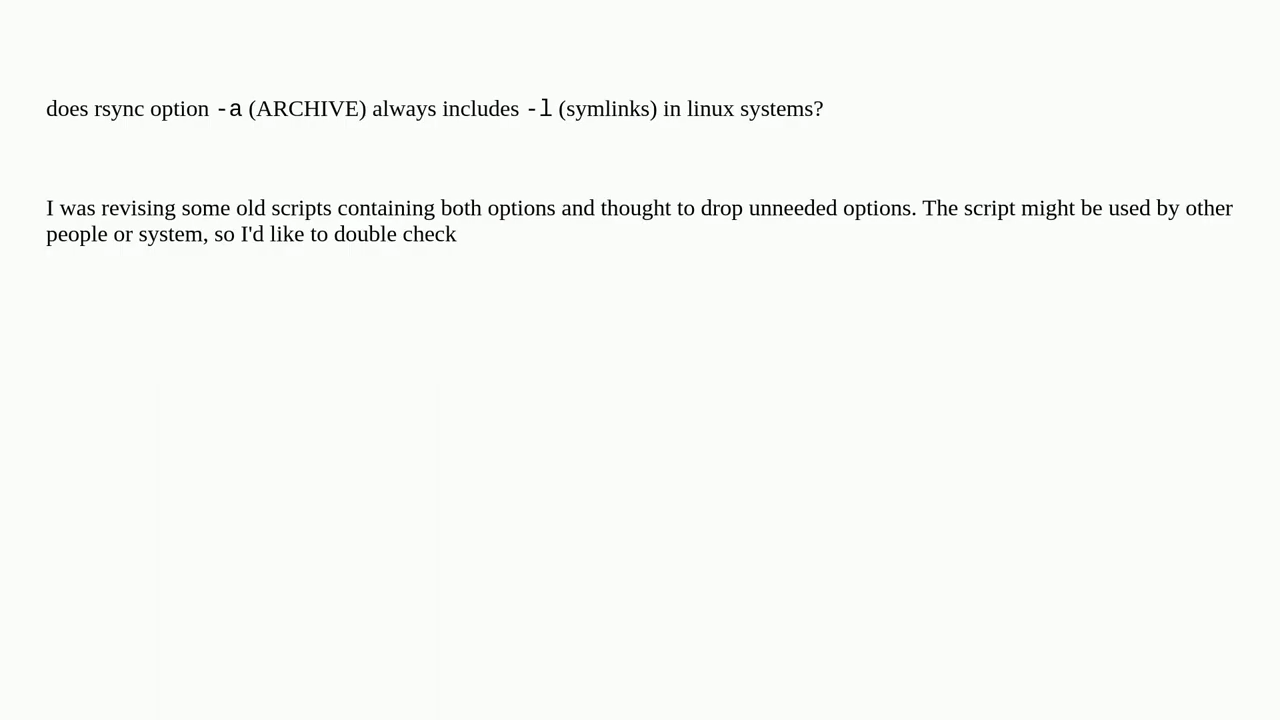 does rsync option -a (ARCHIVE) always includes -l (symlinks) in linux systems?
I was revising some old scripts containing both options and thought to drop unneeded options. The script might be used by other
people or system, so I'd like to double check